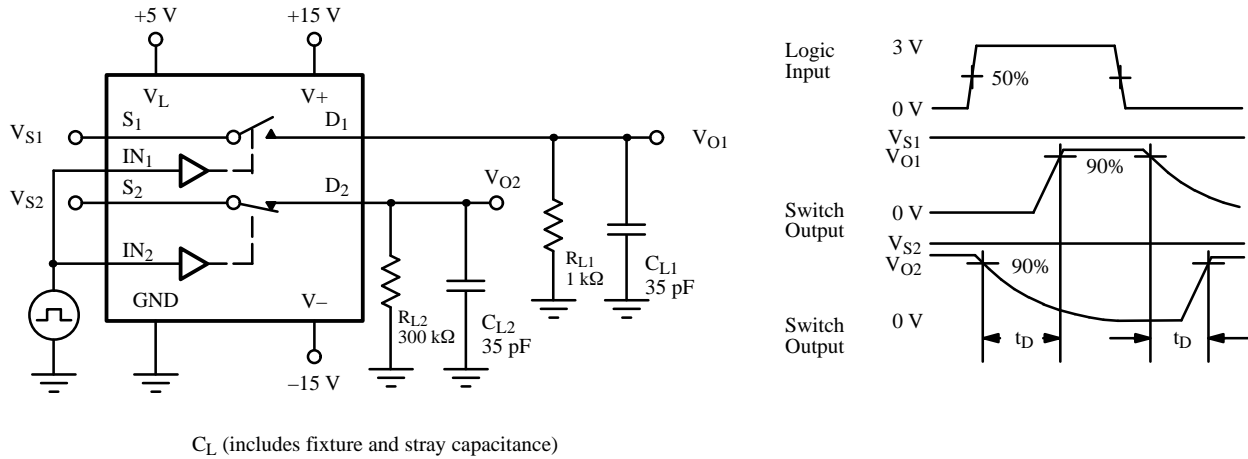 +5 V
+15 V
V_L
V+
V_S1
S_1
D_1
V_O1
IN_1
V_S2
S_2
D_2
V_O2
IN_2
GND
V–
R_L1
1 kΩ
C_L1
35 pF
R_L2
300 kΩ
C_L2
35 pF
–15 V
C_L (includes fixture and stray capacitance)
Logic
Input
3 V
50%
0 V
V_S1
V_O1
90%
Switch
Output
0 V
V_S2
V_O2
90%
Switch
Output
0 V
t_D
t_D